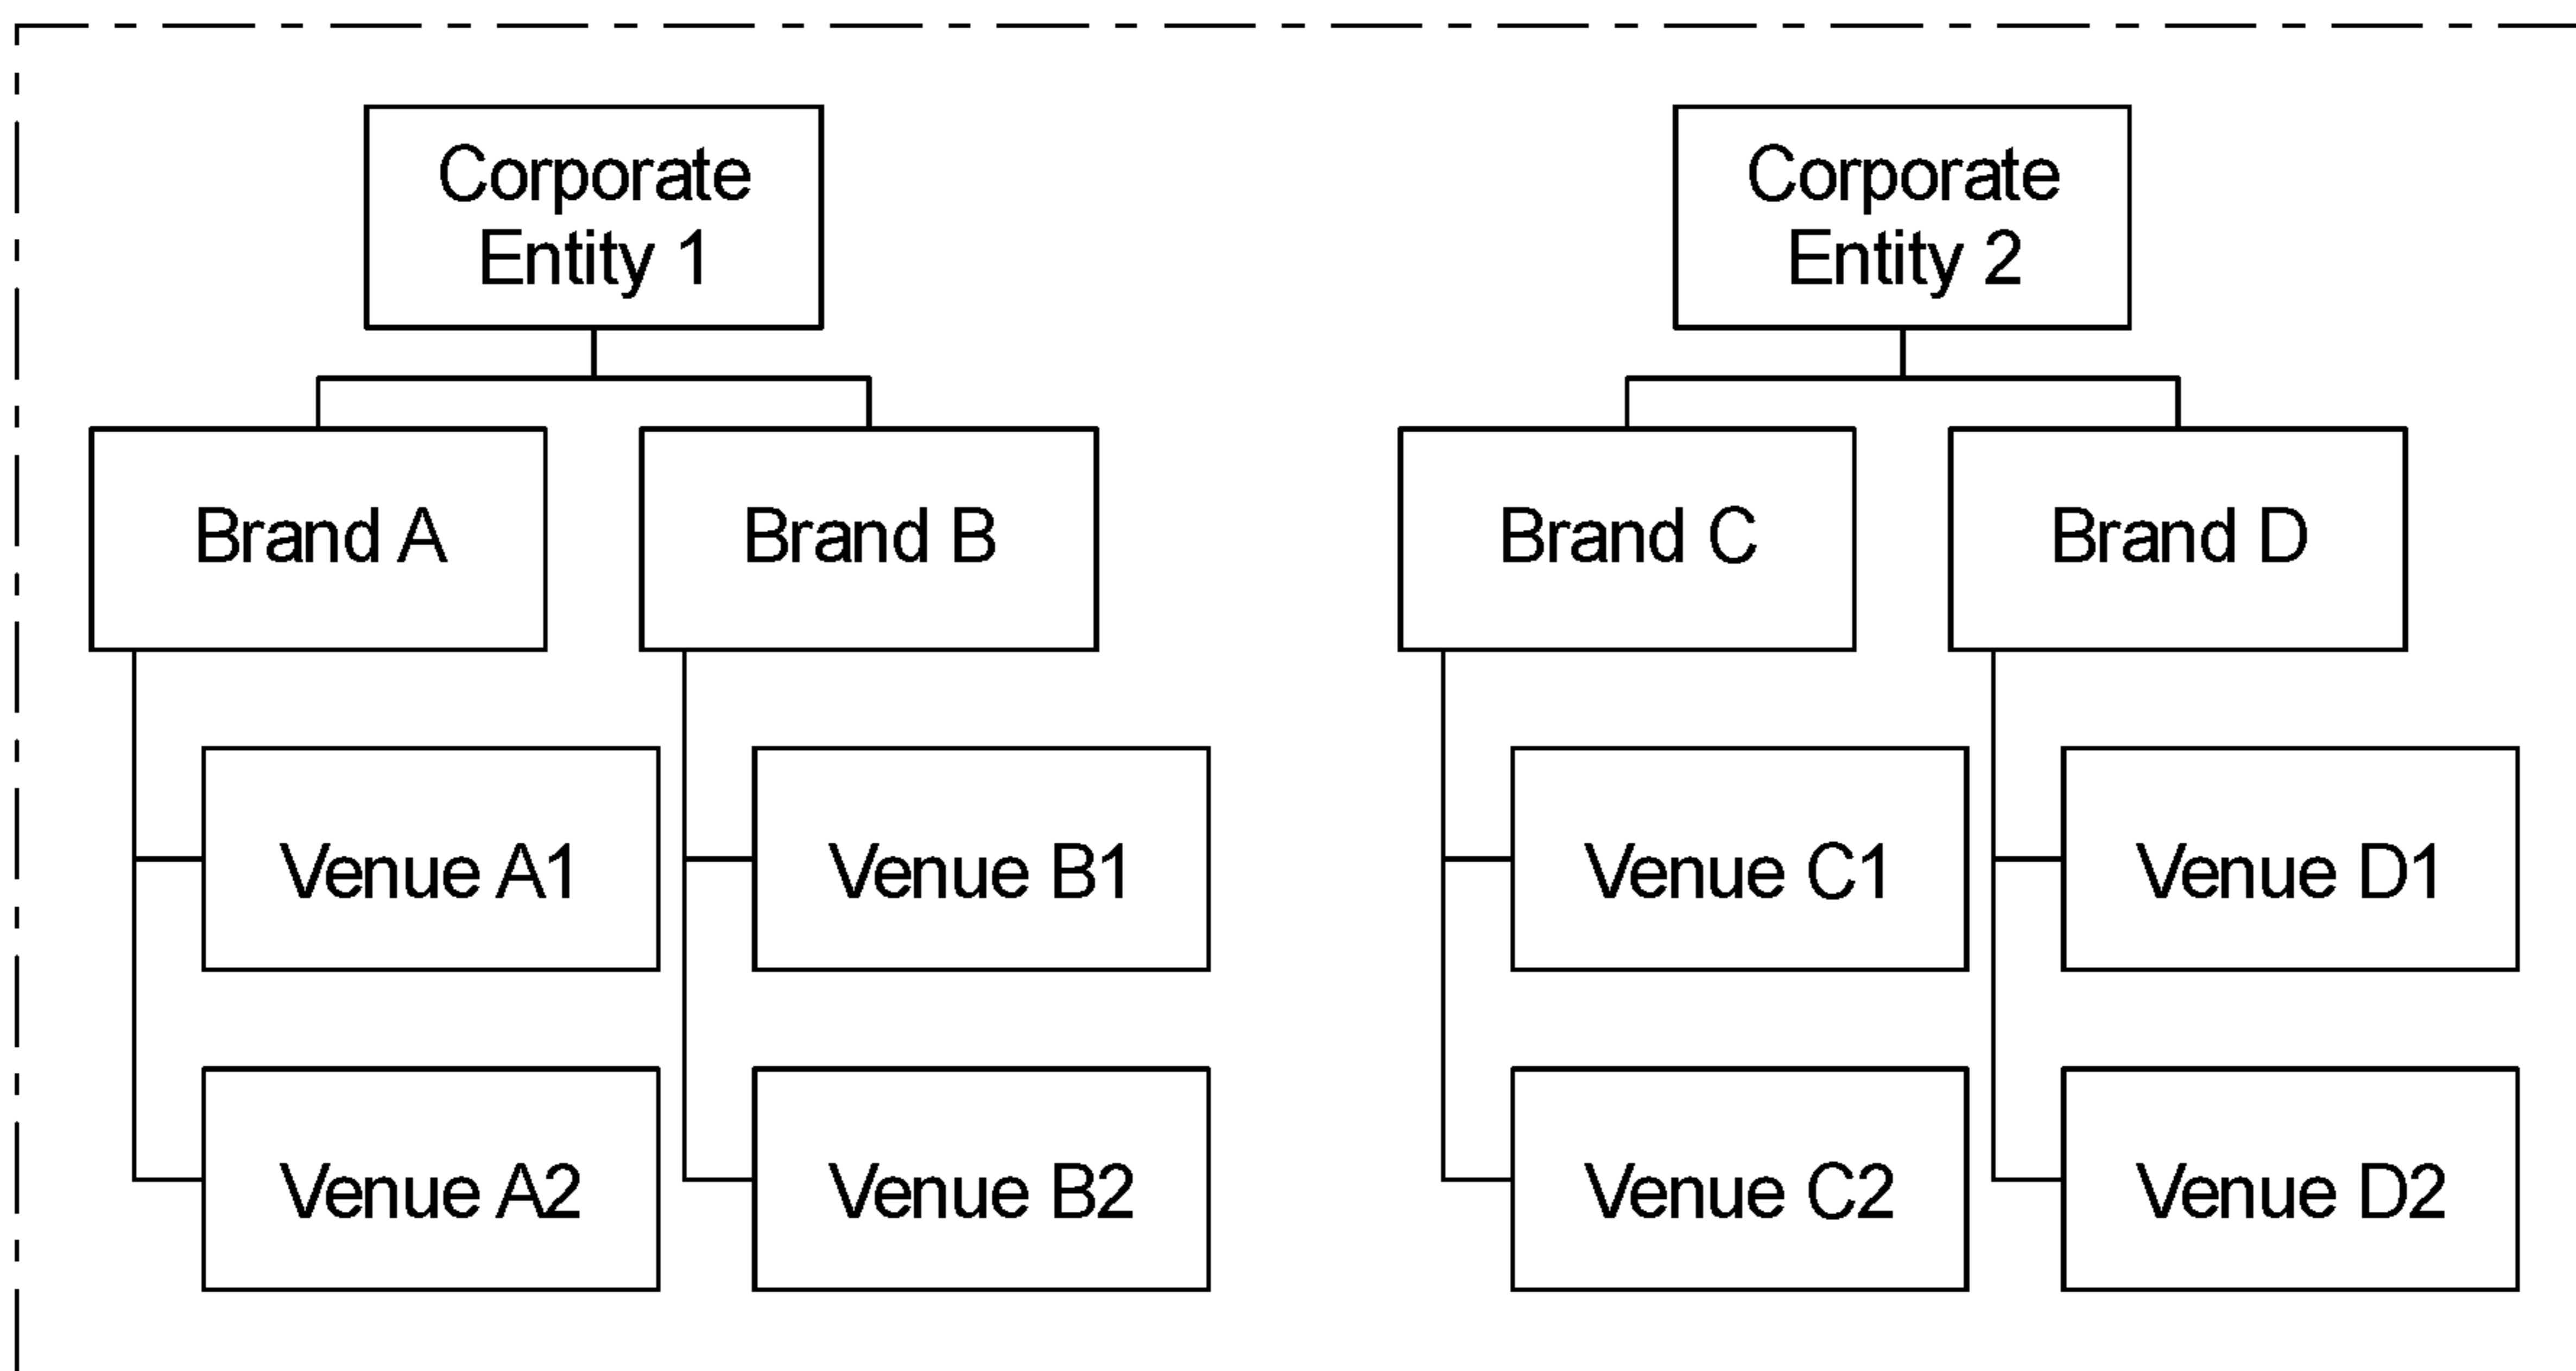 Corporate
Entity 1
Corporate
Entity 2
Brand A
Brand B
Brand C
Brand D
Venue A1
Venue B1
Venue C1
Venue D1
Venue A2
Venue B2
Venue C2
Venue D2